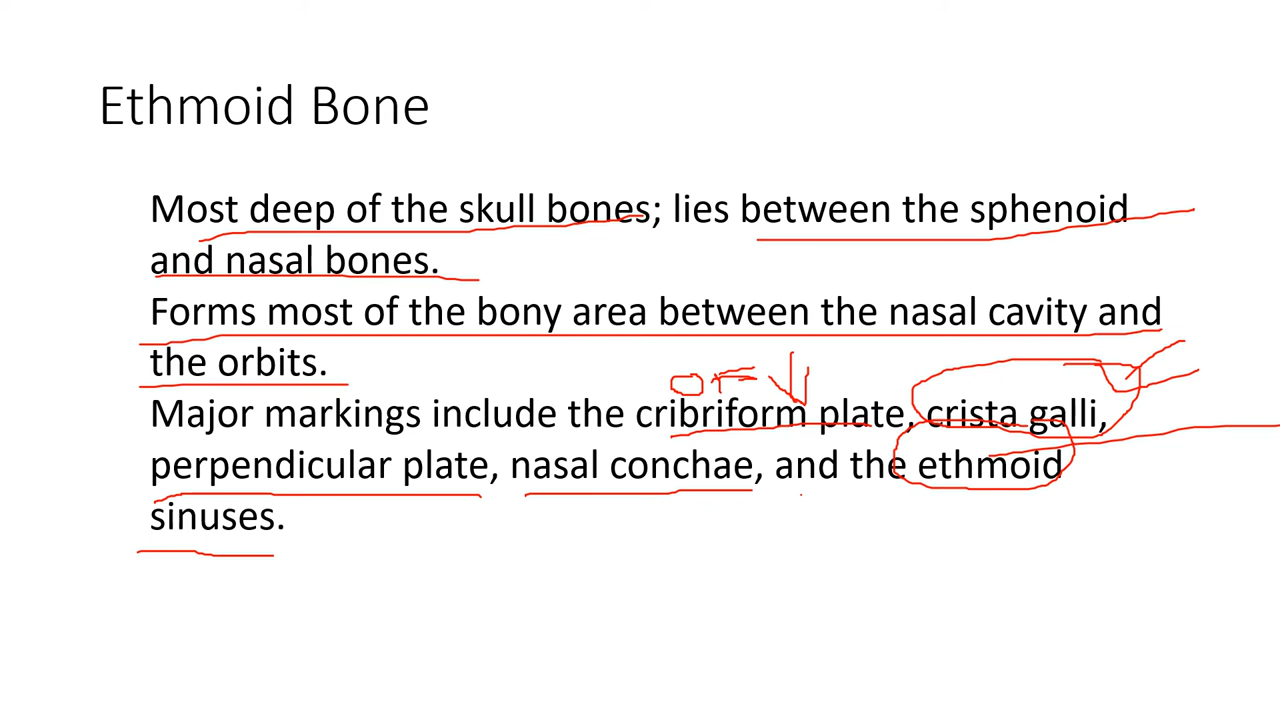 Ethmoid Bone
Most deep of the skull bones; lies between the sphenoid
and nasal bones.
Forms most of the bony area between the nasal cavity and
the orbits.
OF
Major markings include the cribriform plate, crista galli,
perpendicular plate, nasal conchae, and the ethmoid
sinuses.